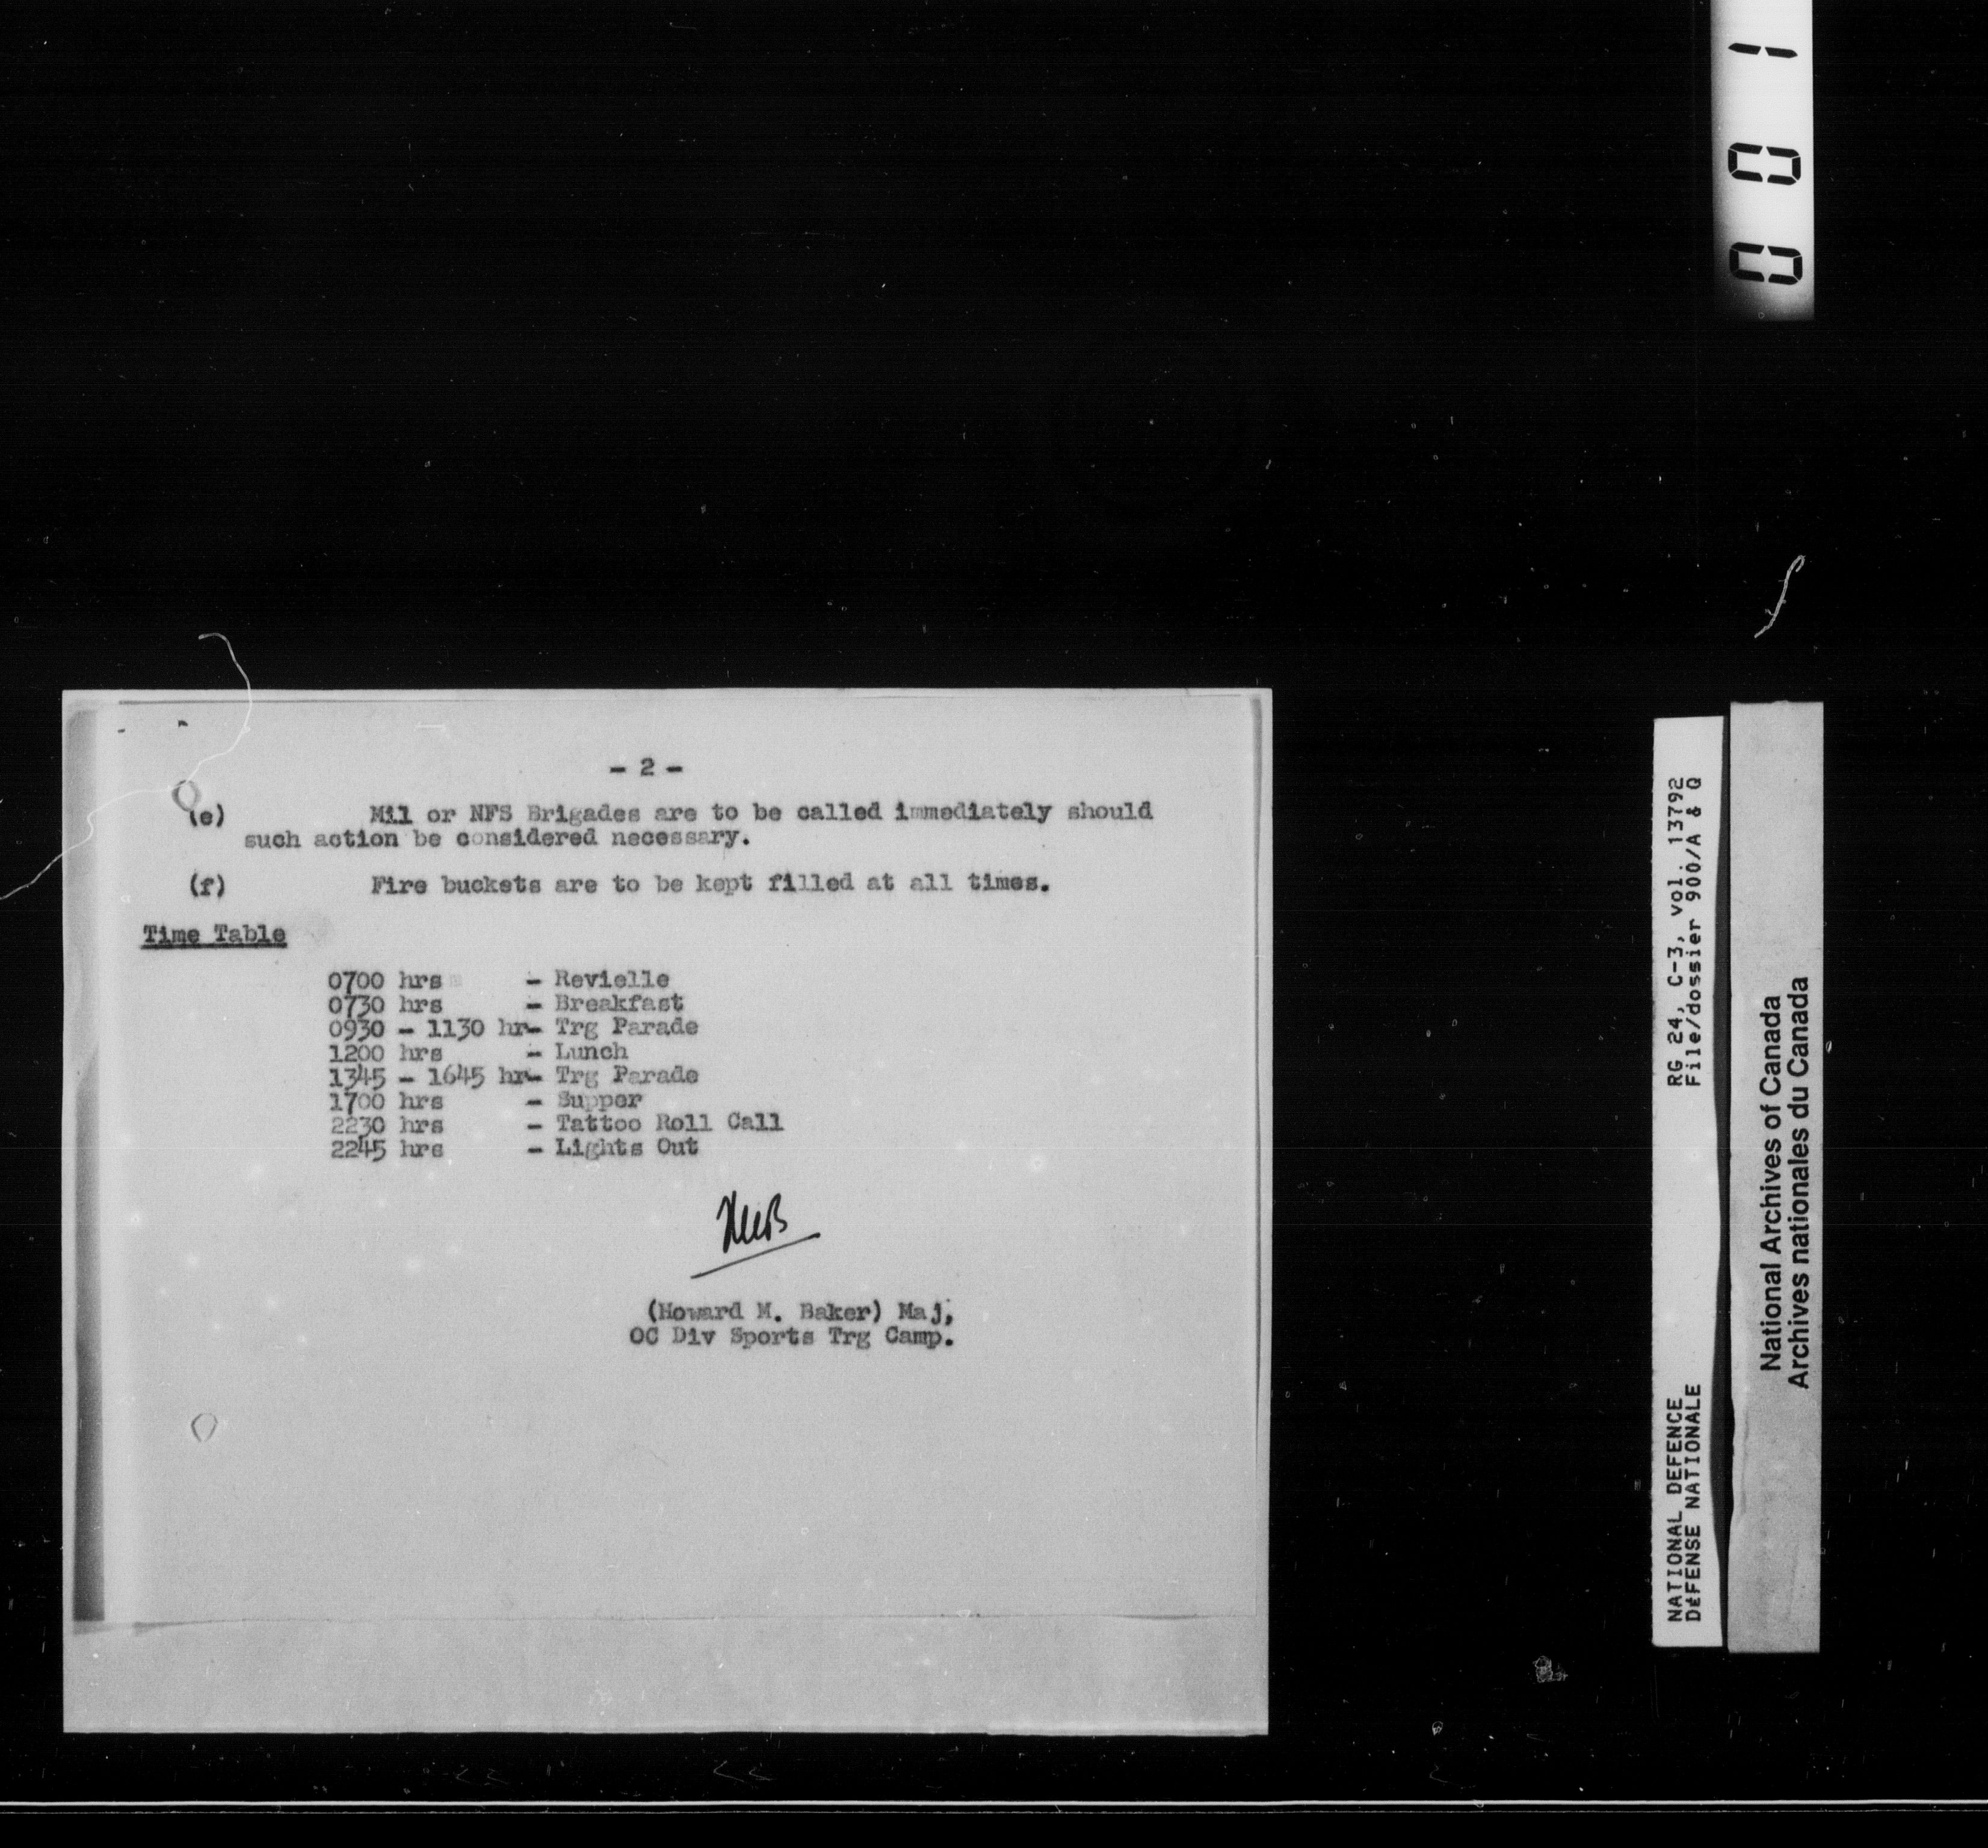 001
- 2 -
(e) Mil or NFS Brigades are to be called immediately should
such action be considered necessary.
(f) Fire buckets are to be kept filled at all times.
Time Table
0700 hrs - Revielle
0730 hrs - Breakfast
0930 - 1130 hr- Trg Parade
1200 hrs - Lunch
1345 - 1645 hr- Trg Parade
1700 hrs - Supper
2230 hrs - Tattoo Roll Call
2245 hrs - Lights Out
HMB
(Howard M. Baker) Maj,
OC Div Sports Trg Camp.
NATIONAL DEFENCE RG 24, C-3, vol. 13792
DéFENSE NATIONALE File/dossier 900/A & Q
National Archives of Canada
Archives nationales du Canada